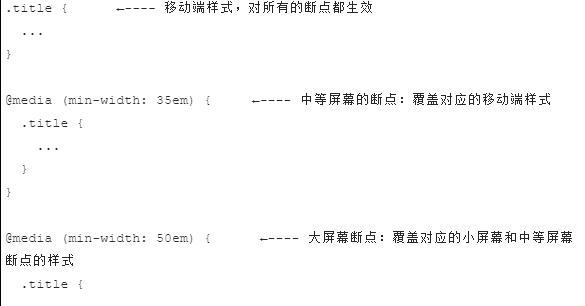 .title {      ←---- 移动端样式，对所有的断点都生效
  ...
}
@media (min-width: 35em) {     ←---- 中等屏幕的断点：覆盖对应的移动端样式
  .title {
    ...
  }
}
@media (min-width: 50em) {      ←---- 大屏幕断点：覆盖对应的小屏幕和中等屏幕
断点的样式
  .title {